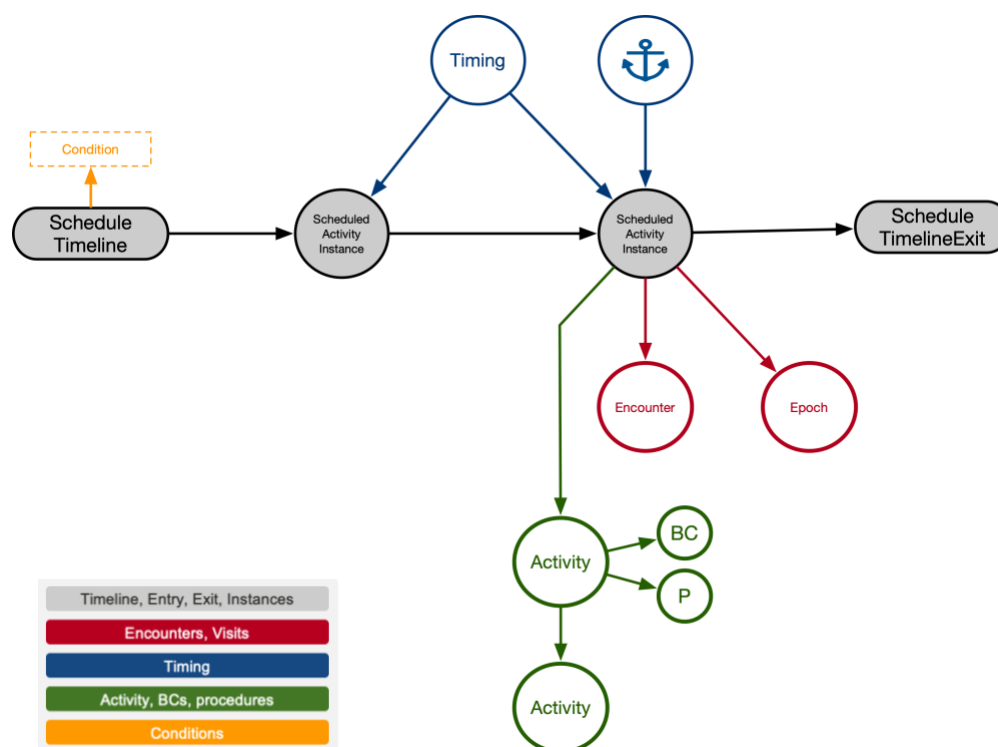 Timing
Condition
Schedule
Timeline
Scheduled
Activity
Instance
Scheduled
Activity
Instance
Schedule
TimelineExit
Encounter
Epoch
Activity
BC
P
Activity
Timeline, Entry, Exit, Instances
Encounters, Visits
Timing
Activity, BCs, procedures
Conditions